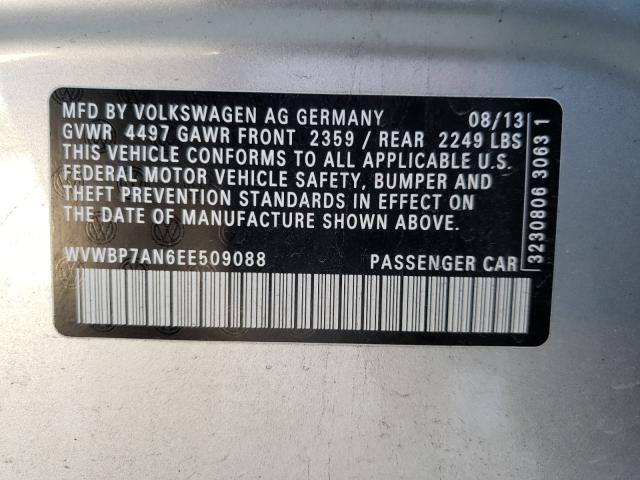 MFD BY VOLKSWAGEN AG GERMANY 08/13
GVWR 4497 GAWR FRONT 2359 / REAR 2249 LBS
THIS VEHICLE CONFORMS TO ALL APPLICABLE U.S.
FEDERAL MOTOR VEHICLE SAFETY, BUMPER AND
THEFT PREVENTION STANDARDS IN EFFECT ON
THE DATE OF MANUFACTURE SHOWN ABOVE.
WVWBP7AN6EE509088 PASSENGER CAR
3230806 3063 1